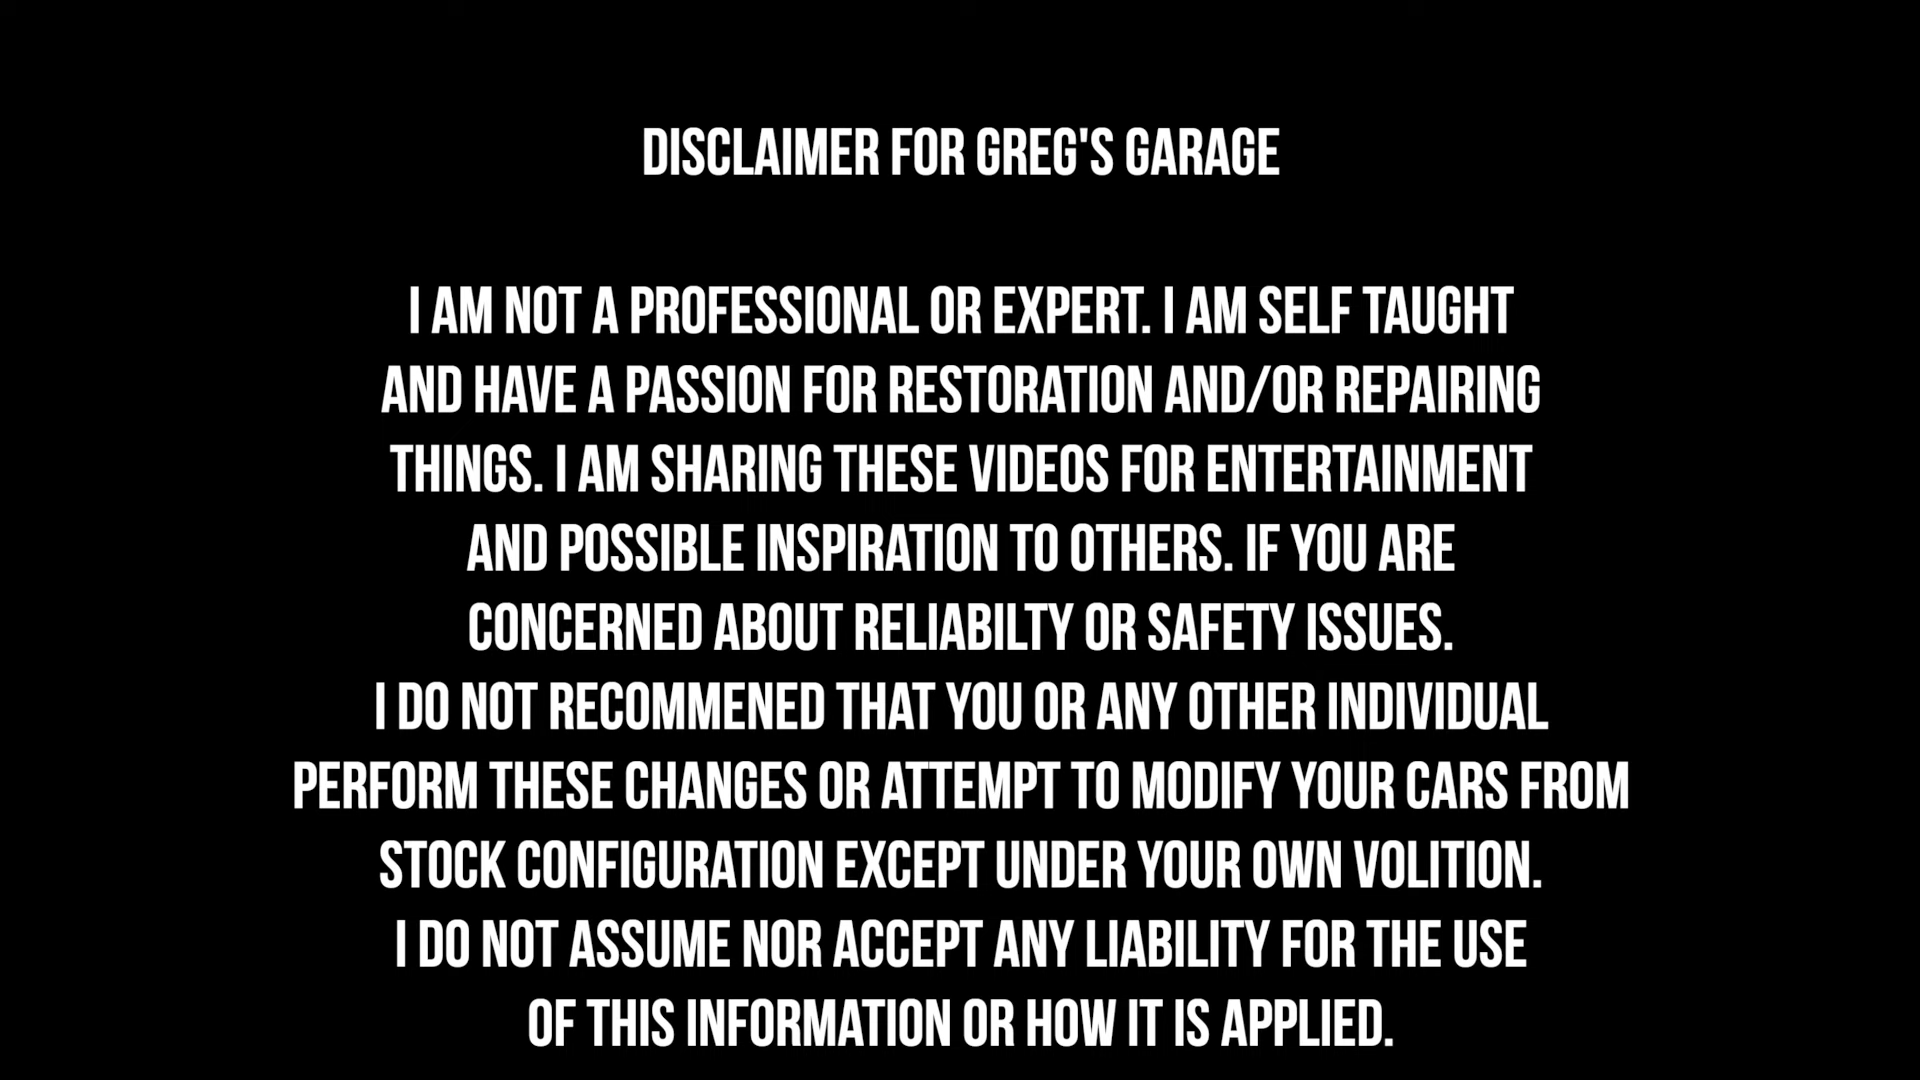 DISCLAIMER FOR GREG'S GARAGE
I AM NOT A PROFESSIONAL OR EXPERT. I AM SELF TAUGHT
AND HAVE A PASSION FOR RESTORATION AND/OR REPAIRING
THINGS. I AM SHARING THESE VIDEOS FOR ENTERTAINMENT
AND POSSIBLE INSPIRATION TO OTHERS. IF YOU ARE
CONCERNED ABOUT RELIABILTY OR SAFETY ISSUES.
I DO NOT RECOMMENED THAT YOU OR ANY OTHER INDIVIDUAL
PERFORM THESE CHANGES OR ATTEMPT TO MODIFY YOUR CARS FROM
STOCK CONFIGURATION EXCEPT UNDER YOUR OWN VOLITION.
I DO NOT ASSUME NOR ACCEPT ANY LIABILITY FOR THE USE
OF THIS INFORMATION OR HOW IT IS APPLIED.